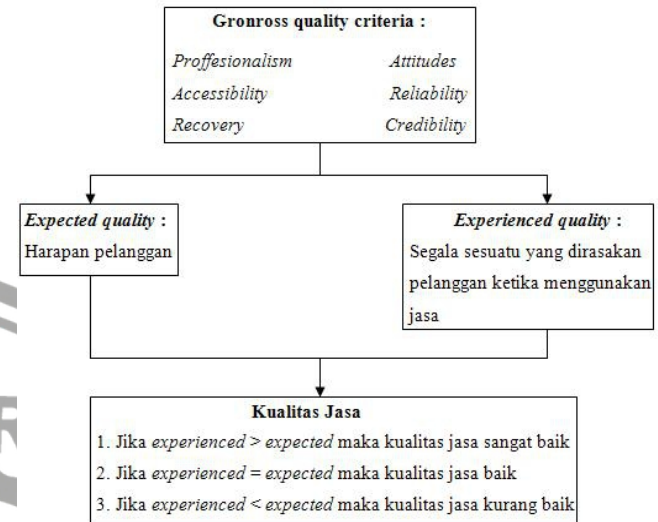 Gronross quality criteria :
Proffesionalism Attitudes
Accessibility Reliability
Recovery Credibility
Expected quality :
Harapan pelanggan
Experienced quality :
Segala sesuatu yang dirasakan
pelanggan ketika menggunakan
jasa
Kualitas Jasa
1. Jika experienced > expected maka kualitas jasa sangat baik
2. Jika experienced = expected maka kualitas jasa baik
3. Jika experienced < expected maka kualitas jasa kurang baik